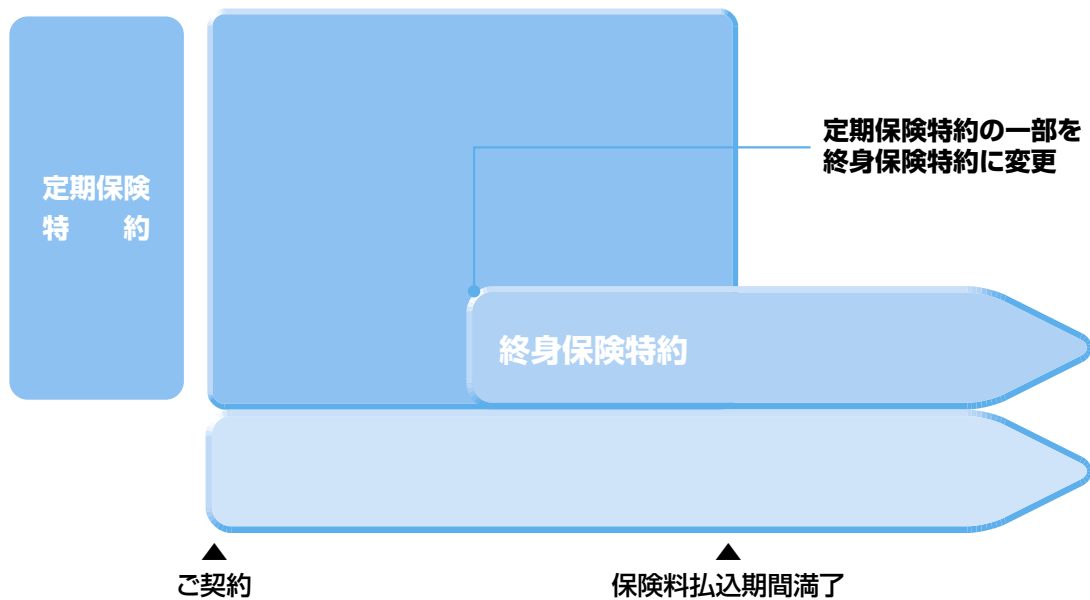 定期保険
特　約
定期保険特約の一部を
終身保険特約に変更
終身保険特約
ご契約
保険料払込期間満了